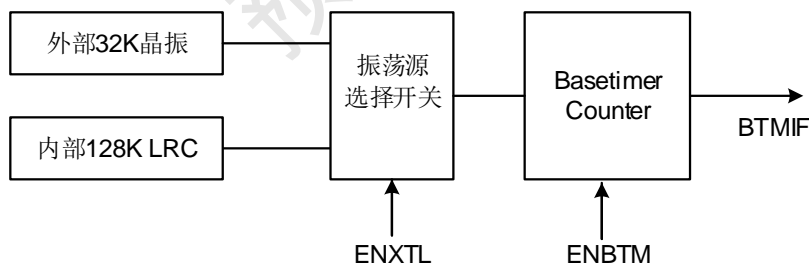 外部32K晶振
振荡源
选择开关
Basetimer
Counter
BTMIF
内部128K LRC
ENXTL
ENBTM